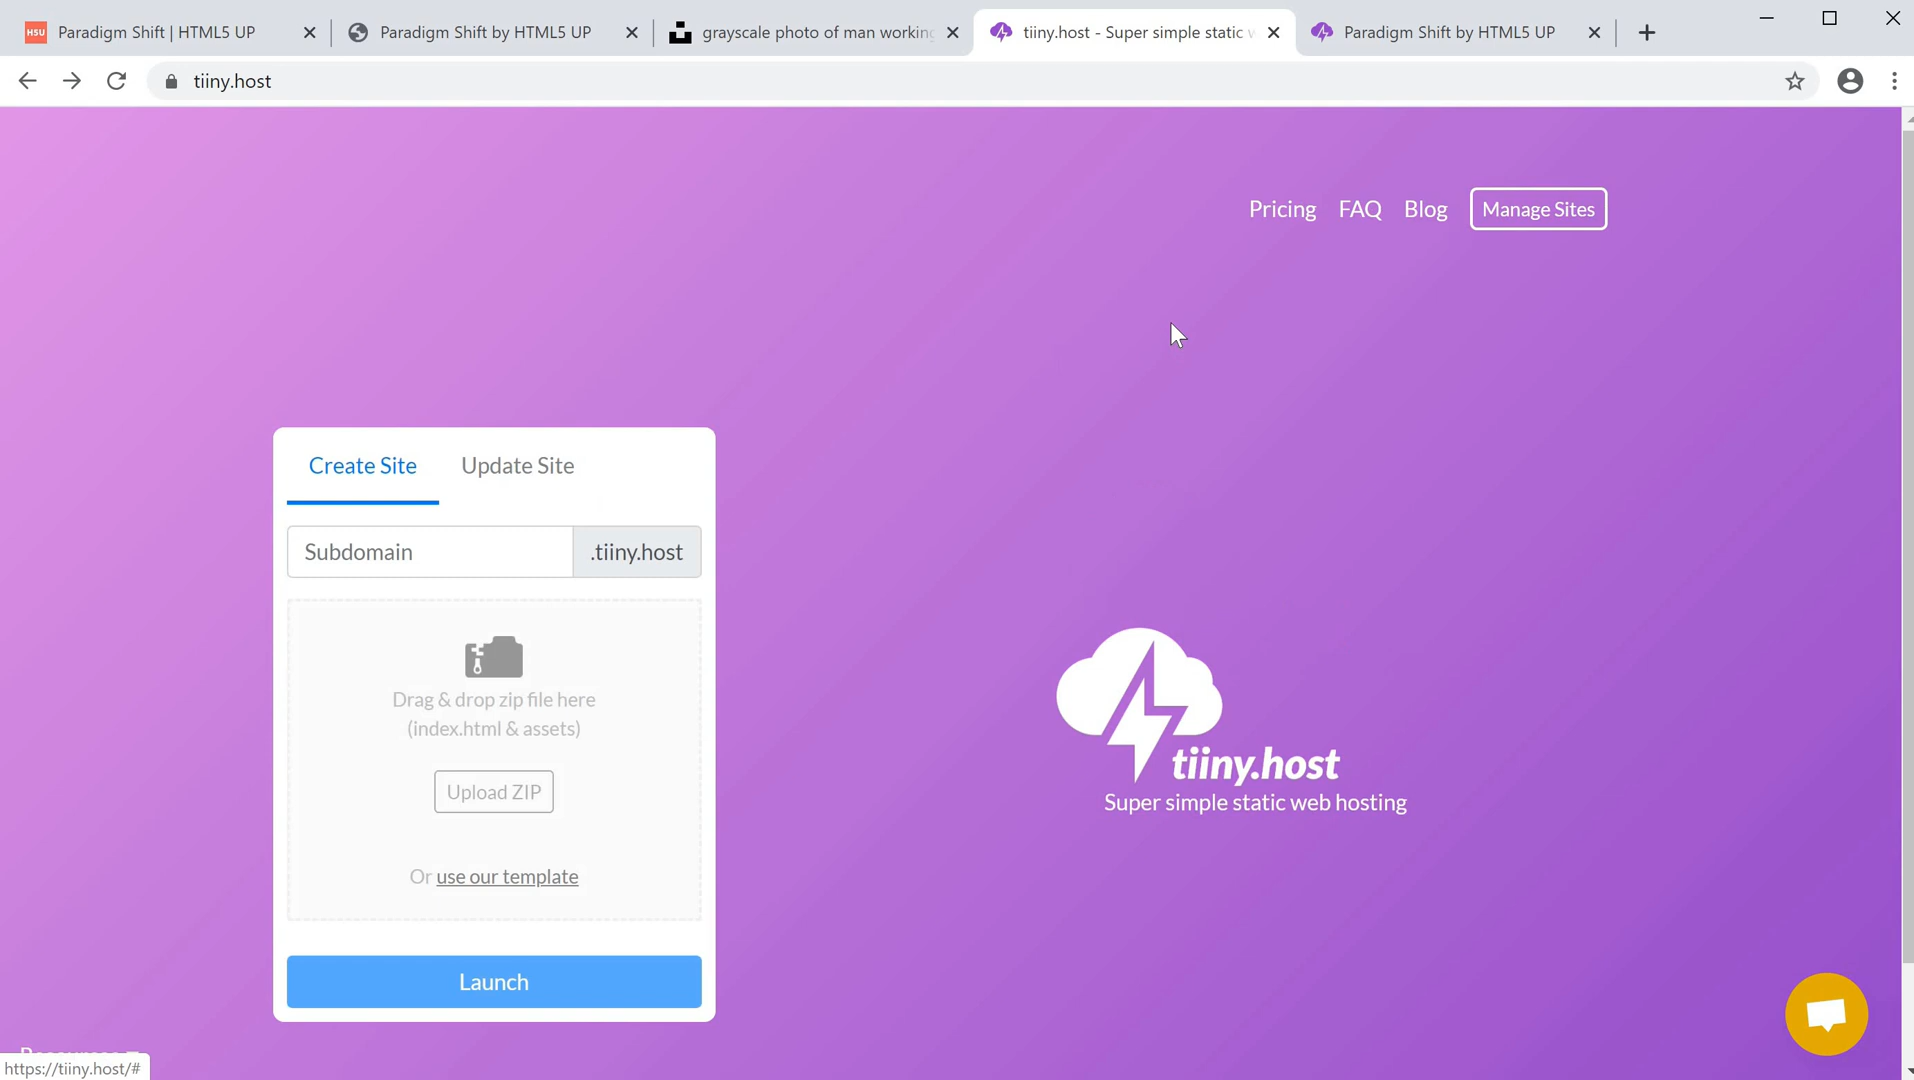 H5U
Paradigm Shift | HTML5 UP
Paradigm Shift by HTML5 UP
grayscale photo of man working
tiiny.host - Super simple static w
Paradigm Shift by HTML5 UP
tiiny.host
Pricing
FAQ
Blog
Manage Sites
Create Site
Update Site
Subdomain
.tiiny.host
Drag & drop zip file here
(index.html & assets)
Upload ZIP
Or use our template
Launch
tiiny.host
Super simple static web hosting
https://tiiny.host/#